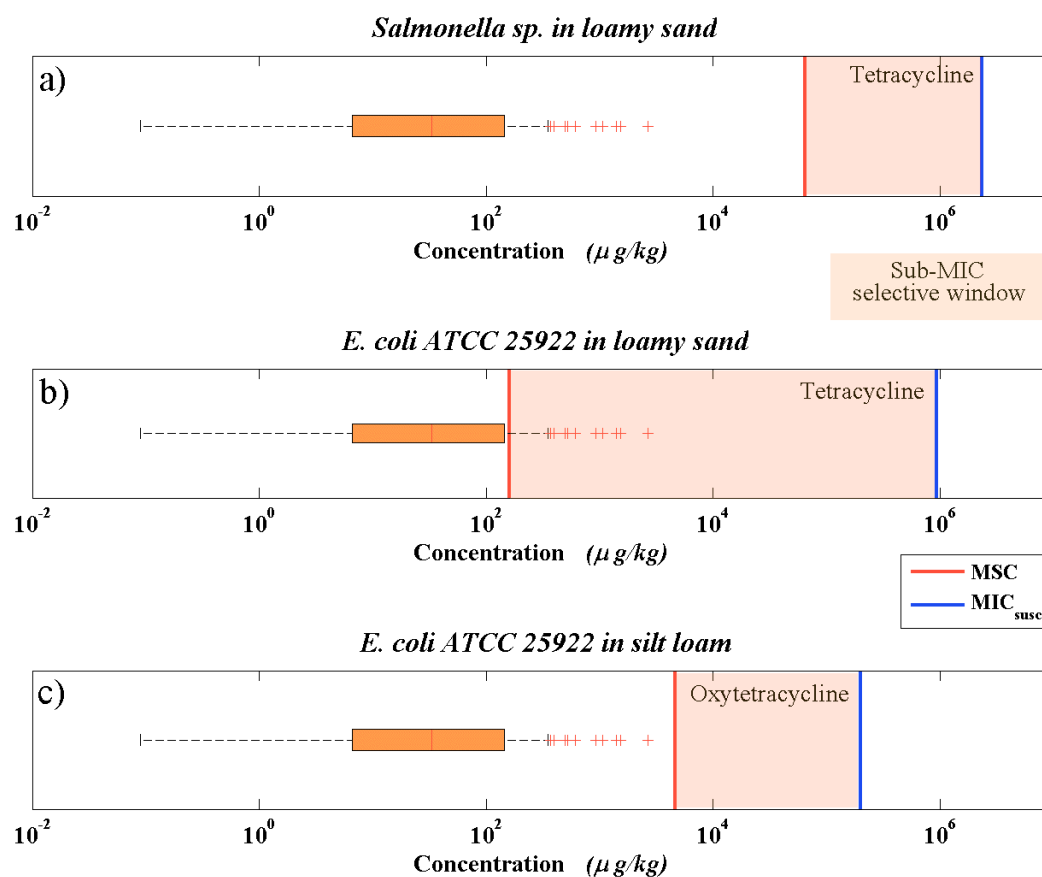 Salmonella sp. in loamy sand
a)
Tetracycline
10^-2 10^0 10^2 10^4 10^6
Concentration (μ g/kg)
Sub-MIC
selective window
E. coli ATCC 25922 in loamy sand
b)
Tetracycline
10^-2 10^0 10^2 10^4 10^6
Concentration (μ g/kg)
MSC
MIC_susc
E. coli ATCC 25922 in silt loam
c)
Oxytetracycline
10^-2 10^0 10^2 10^4 10^6
Concentration (μ g/kg)